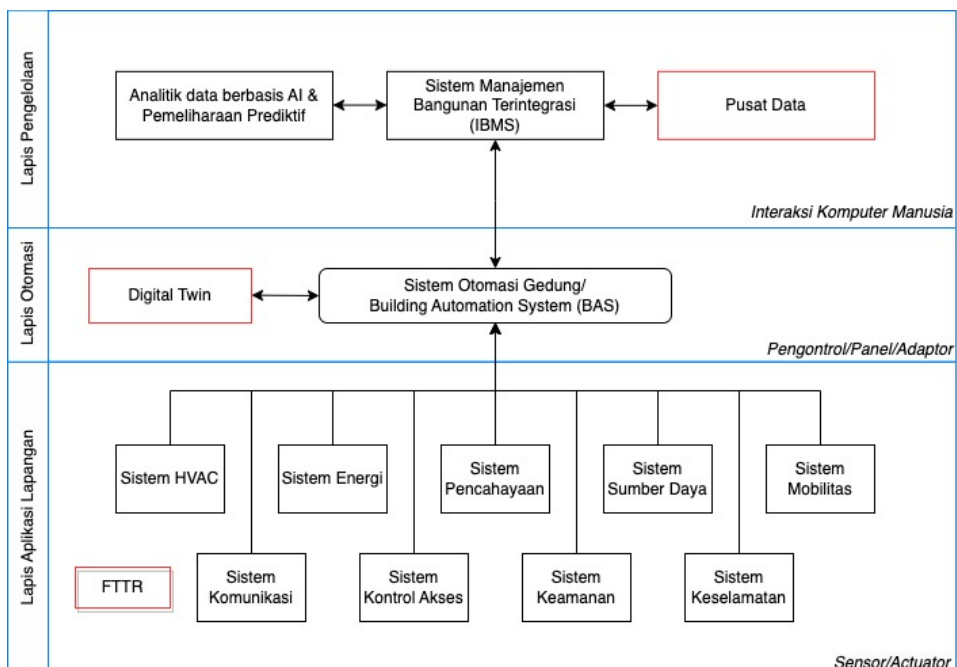 Lapis Pengelolaan
Analitik data berbasis AI &
Pemeliharaan Prediktif
Sistem Manajemen
Bangunan Terintegrasi
(IBMS)
Pusat Data
Interaksi Komputer Manusia
Lapis Otomasi
Digital Twin
Sistem Otomasi Gedung/
Building Automation System (BAS)
Pengontrol/Panel/Adaptor
Lapis Aplikasi Lapangan
Sistem HVAC
Sistem Energi
Sistem
Pencahayaan
Sistem
Sumber Daya
Sistem
Mobilitas
FTTR
Sistem
Komunikasi
Sistem
Kontrol Akses
Sistem
Keamanan
Sistem
Keselamatan
Sensor/Actuator